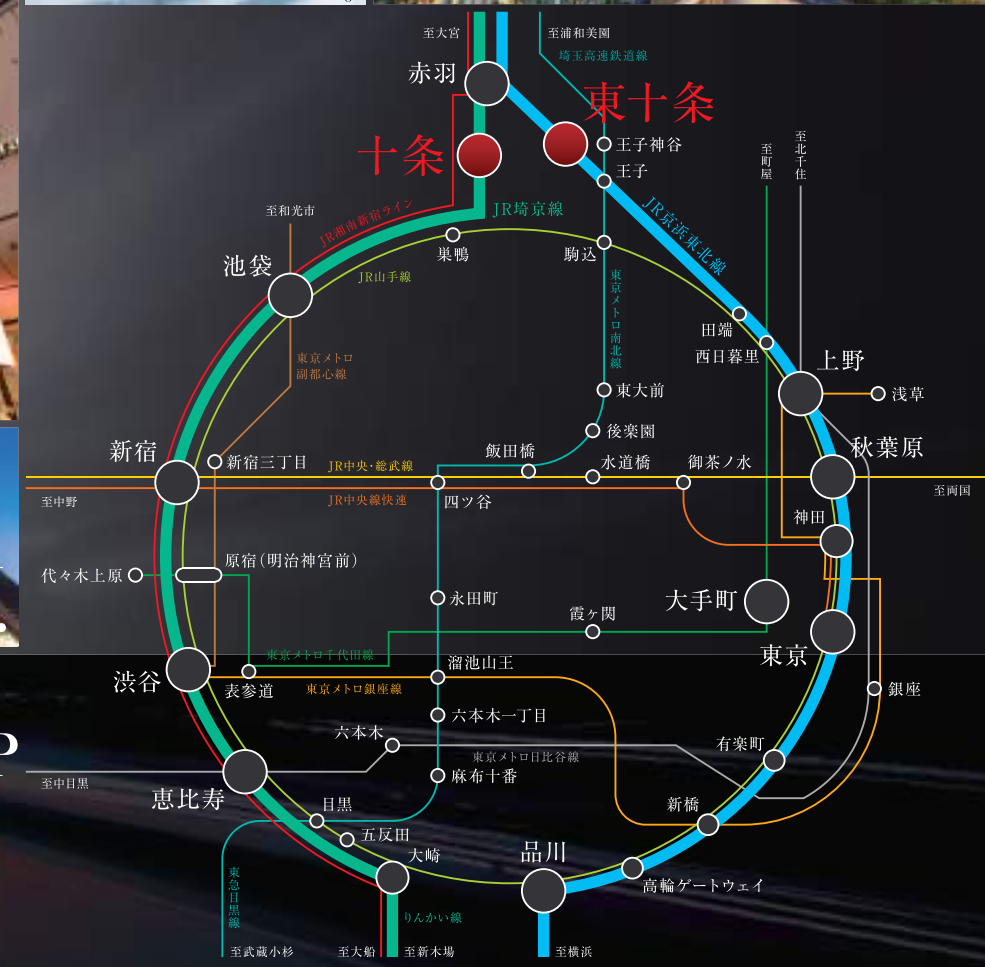 至大宮
至浦和美園
埼玉高速鉄道線
赤羽
東十条
十条
王子神谷
王子
至町屋
至北千住
至和光市
JR湘南新宿ライン
JR埼京線
JR京浜東北線
巣鴨
駒込
池袋
JR山手線
東京メトロ南北線
田端
西日暮里
上野
東京メトロ
副都心線
東大前
浅草
後楽園
新宿
新宿三丁目
飯田橋
水道橋
御茶ノ水
秋葉原
JR中央・総武線
至中野
JR中央線快速
四ツ谷
至両国
神田
代々木上原
原宿(明治神宮前)
永田町
大手町
霞ヶ関
東京
渋谷
東京メトロ千代田線
溜池山王
表参道
東京メトロ銀座線
銀座
六本木一丁目
六本木
有楽町
P
東京メトロ日比谷線
至中目黒
麻布十番
恵比寿
目黒
新橋
五反田
大崎
品川
高輪ゲートウェイ
東急目黒線
りんかい線
至武蔵小杉
至大船
至新木場
至横浜